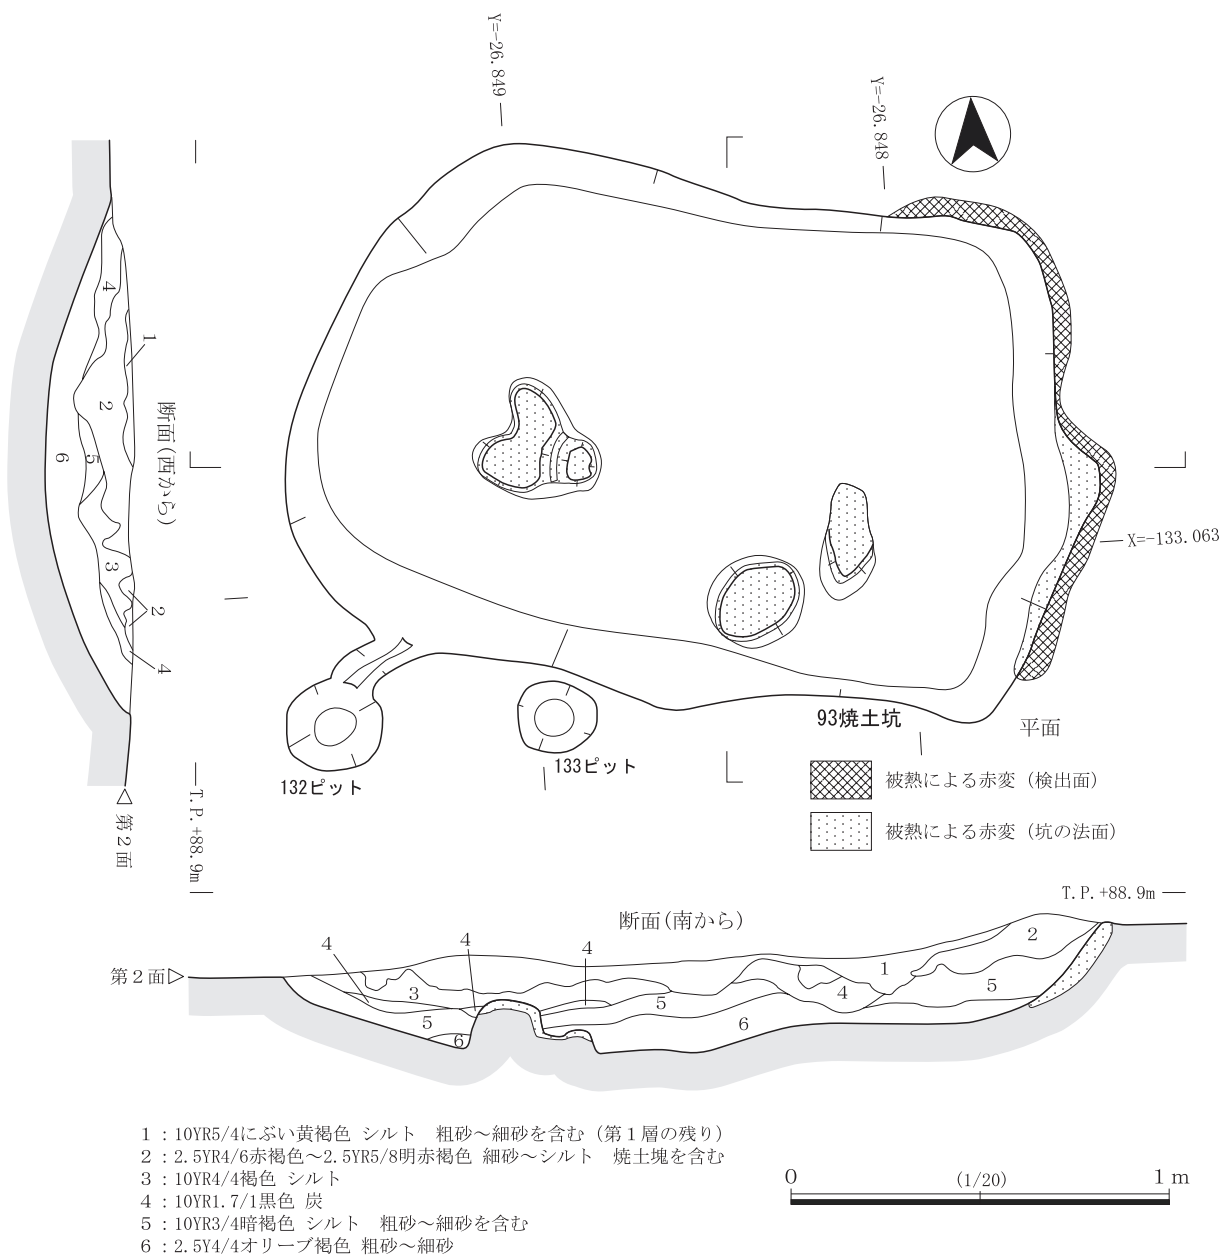 Y=-26.849
Y=-26.848
4
1
2
断面(西から)
6
5
3
2
4
X=-133.063
93焼土坑
平面
132ピット
133ピット
被熱による赤変（検出面）
被熱による赤変（坑の法面）
第２面
T.P.+88.9m
T.P.+88.9m
断面(南から)
4
4
4
2
第２面
1
3
5
4
5
5
6
6
１：10YR5/4にぶい黄褐色 シルト　粗砂～細砂を含む（第１層の残り）
２：2.5YR4/6赤褐色～2.5YR5/8明赤褐色 細砂～シルト　焼土塊を含む
３：10YR4/4褐色 シルト
４：10YR1.7/1黒色 炭
５：10YR3/4暗褐色 シルト　粗砂～細砂を含む
６：2.5Y4/4オリーブ褐色 粗砂～細砂
0
(1/20)
1 m